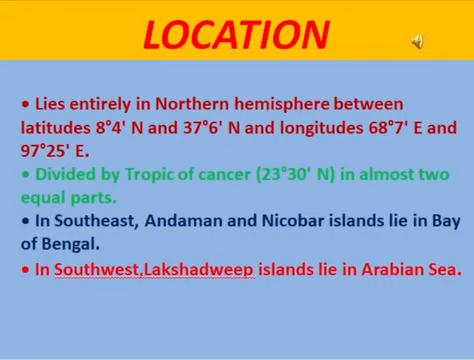 LOCATION
• Lies entirely in Northern hemisphere between
latitudes 8°4' N and 37°6' N and longitudes 68°7' E and
97°25' E.
• Divided by Tropic of cancer (23°30' N) in almost two
equal parts.
• In Southeast, Andaman and Nicobar islands lie in Bay
of Bengal.
• In Southwest,Lakshadweep islands lie in Arabian Sea.